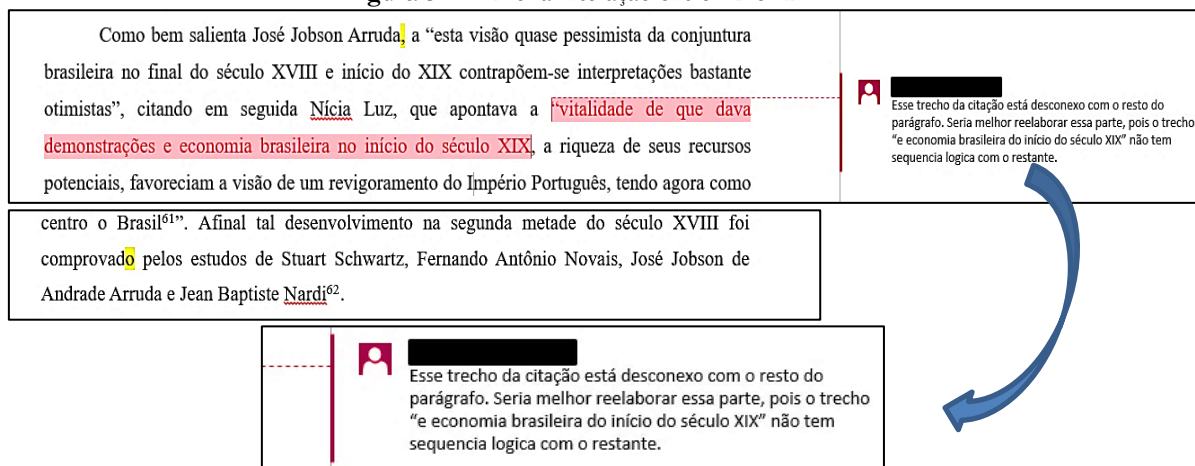 Como bem salienta José Jobson Arruda, a “esta visão quase pessimista da conjuntura
brasileira no final do século XVIII e início do XIX contrapõem-se interpretações bastante
otimistas”, citando em seguida Nícia Luz, que apontava a “vitalidade de que dava
demonstrações e economia brasileira no início do século XIX, a riqueza de seus recursos
potenciais, favoreciam a visão de um revigoramento do Império Português, tendo agora como
centro o Brasil⁶¹”. Afinal tal desenvolvimento na segunda metade do século XVIII foi
comprovado pelos estudos de Stuart Schwartz, Fernando Antônio Novais, José Jobson de
Andrade Arruda e Jean Baptiste Nardi⁶².
Esse trecho da citação está desconexo com o resto do
parágrafo. Seria melhor reelaborar essa parte, pois o trecho
“e economia brasileira do início do século XIX” não tem
sequencia logica com o restante.
Esse trecho da citação está desconexo com o resto do
parágrafo. Seria melhor reelaborar essa parte, pois o trecho
“e economia brasileira do início do século XIX” não tem
sequencia logica com o restante.